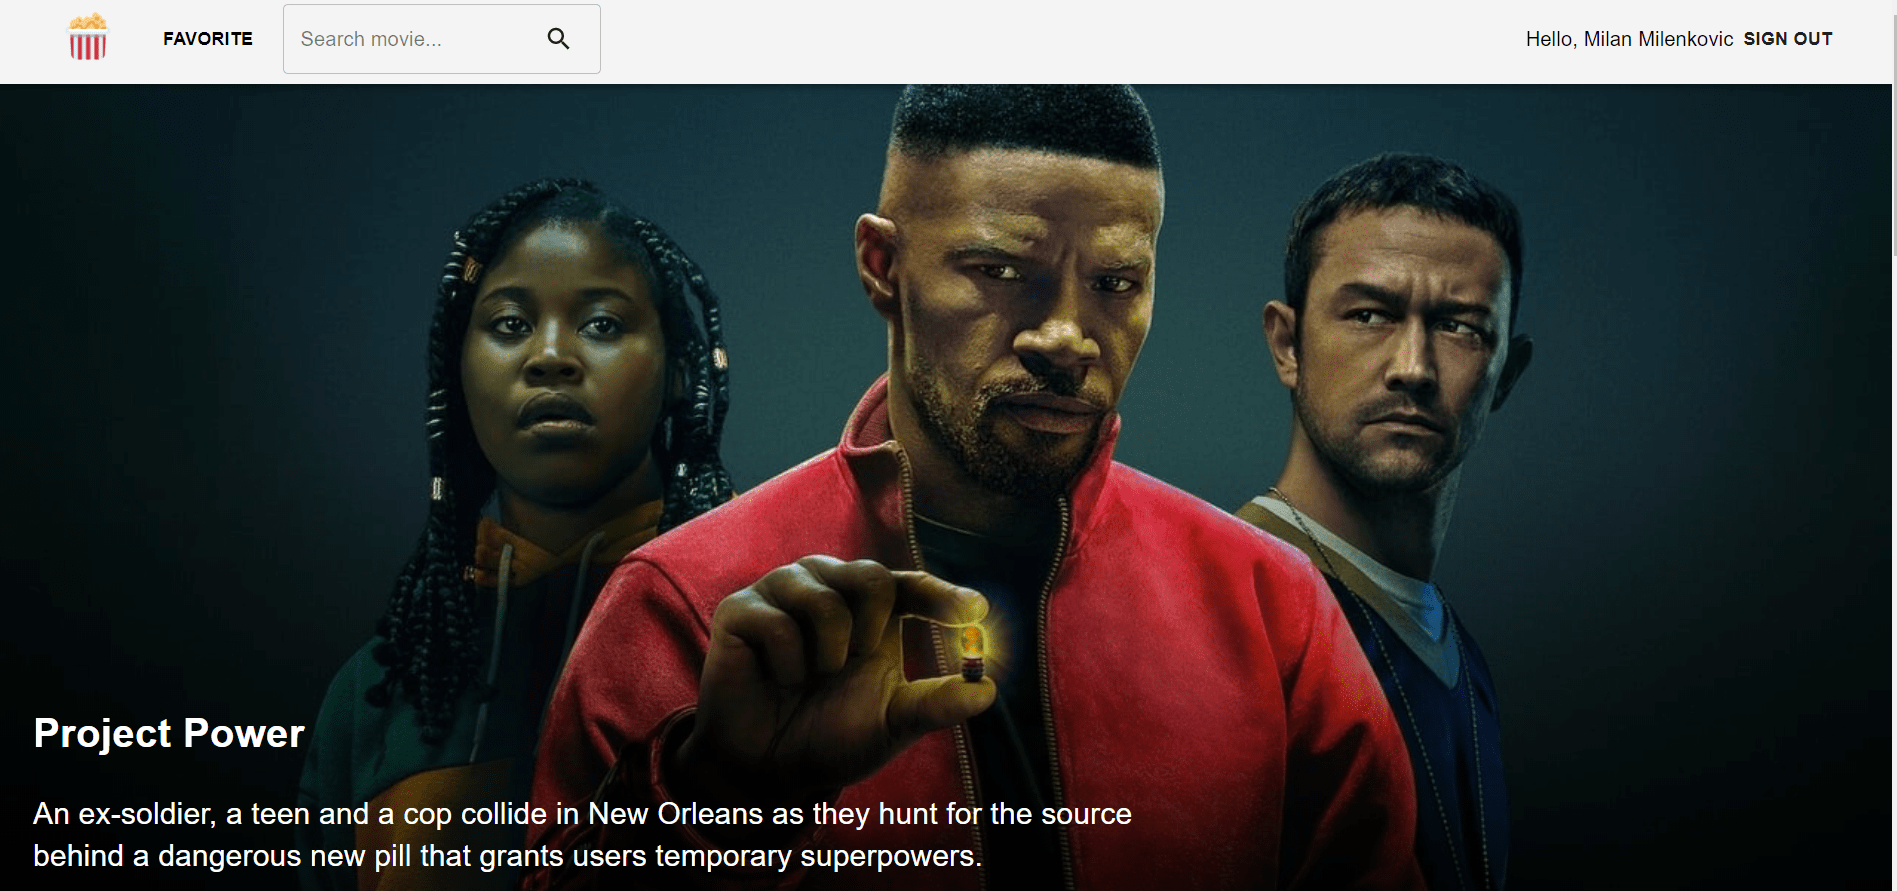 FAVORITE
Search movie...
Hello, Milan Milenkovic SIGN OUT
Project Power
An ex-soldier, a teen and a cop collide in New Orleans as they hunt for the source
behind a dangerous new pill that grants users temporary superpowers.